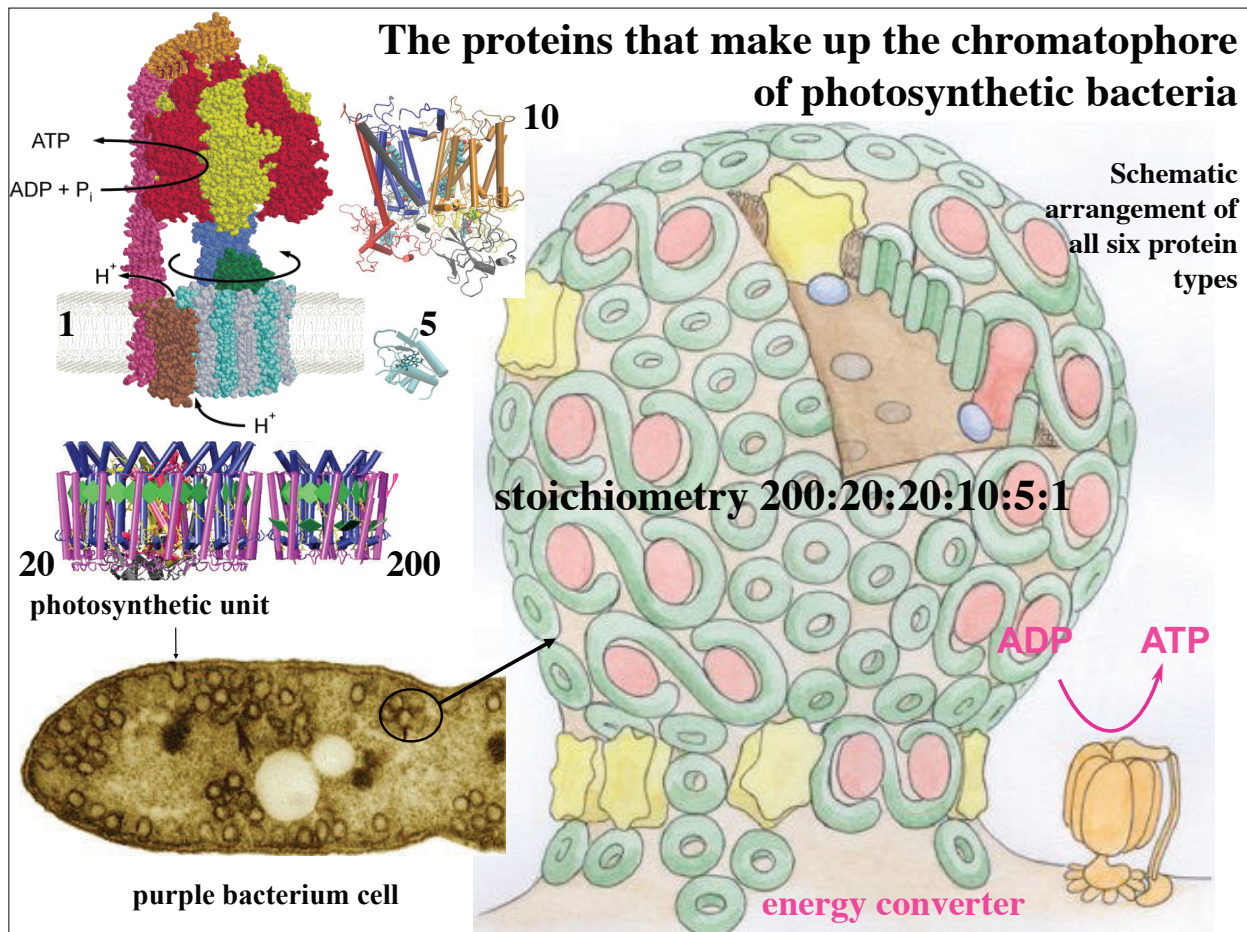 The proteins that make up the chromatophore
of photosynthetic bacteria
ATP
ADP + Pi
H+
H+
1
10
5
20
200
photosynthetic unit
purple bacterium cell
Schematic
arrangement of
all six protein
types
stoichiometry 200:20:20:10:5:1
ADP
ATP
energy converter